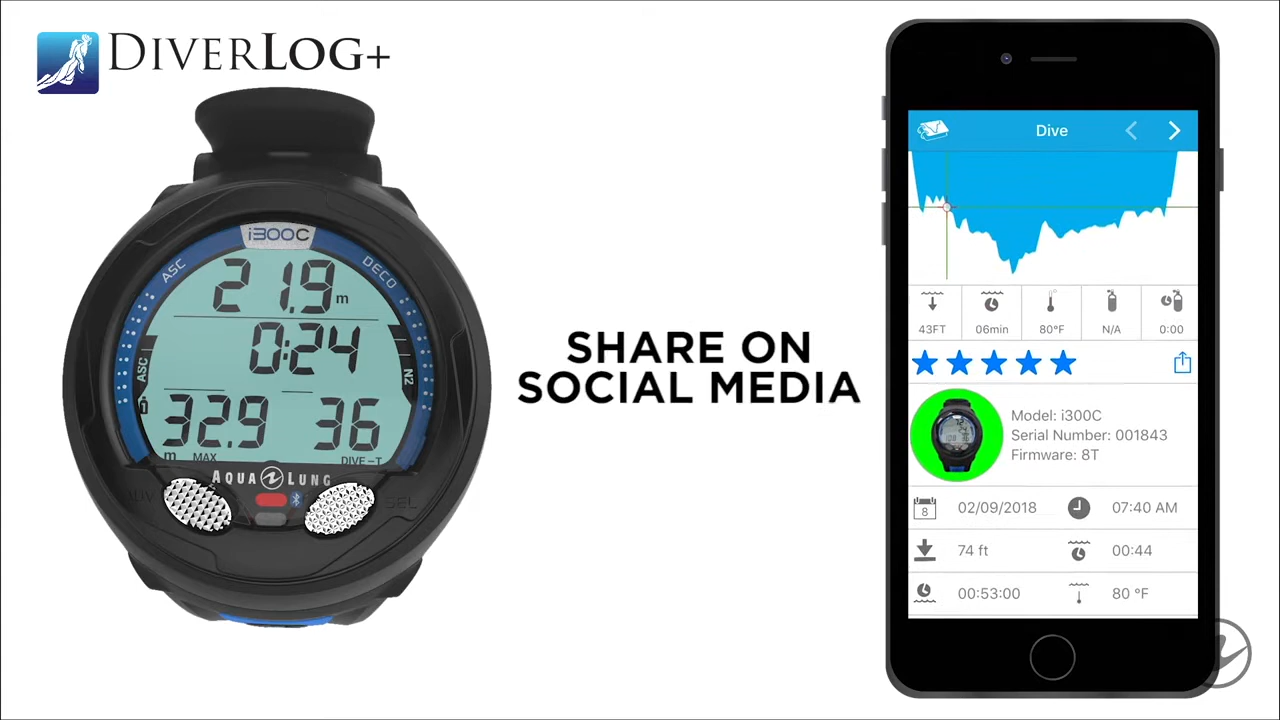 DIVERLOG+
i300C
ASC
DECO
21.9 m
0:24
ASC
N2
32.9 36
m MAX DIVE-T
AQUA LUNG
ADV
SEL
SHARE ON
SOCIAL MEDIA
Dive
43FT 06min 80°F N/A 0:00
Model: i300C
Serial Number: 001843
Firmware: 8T
8 02/09/2018 07:40 AM
74 ft 00:44
00:53:00 80 °F